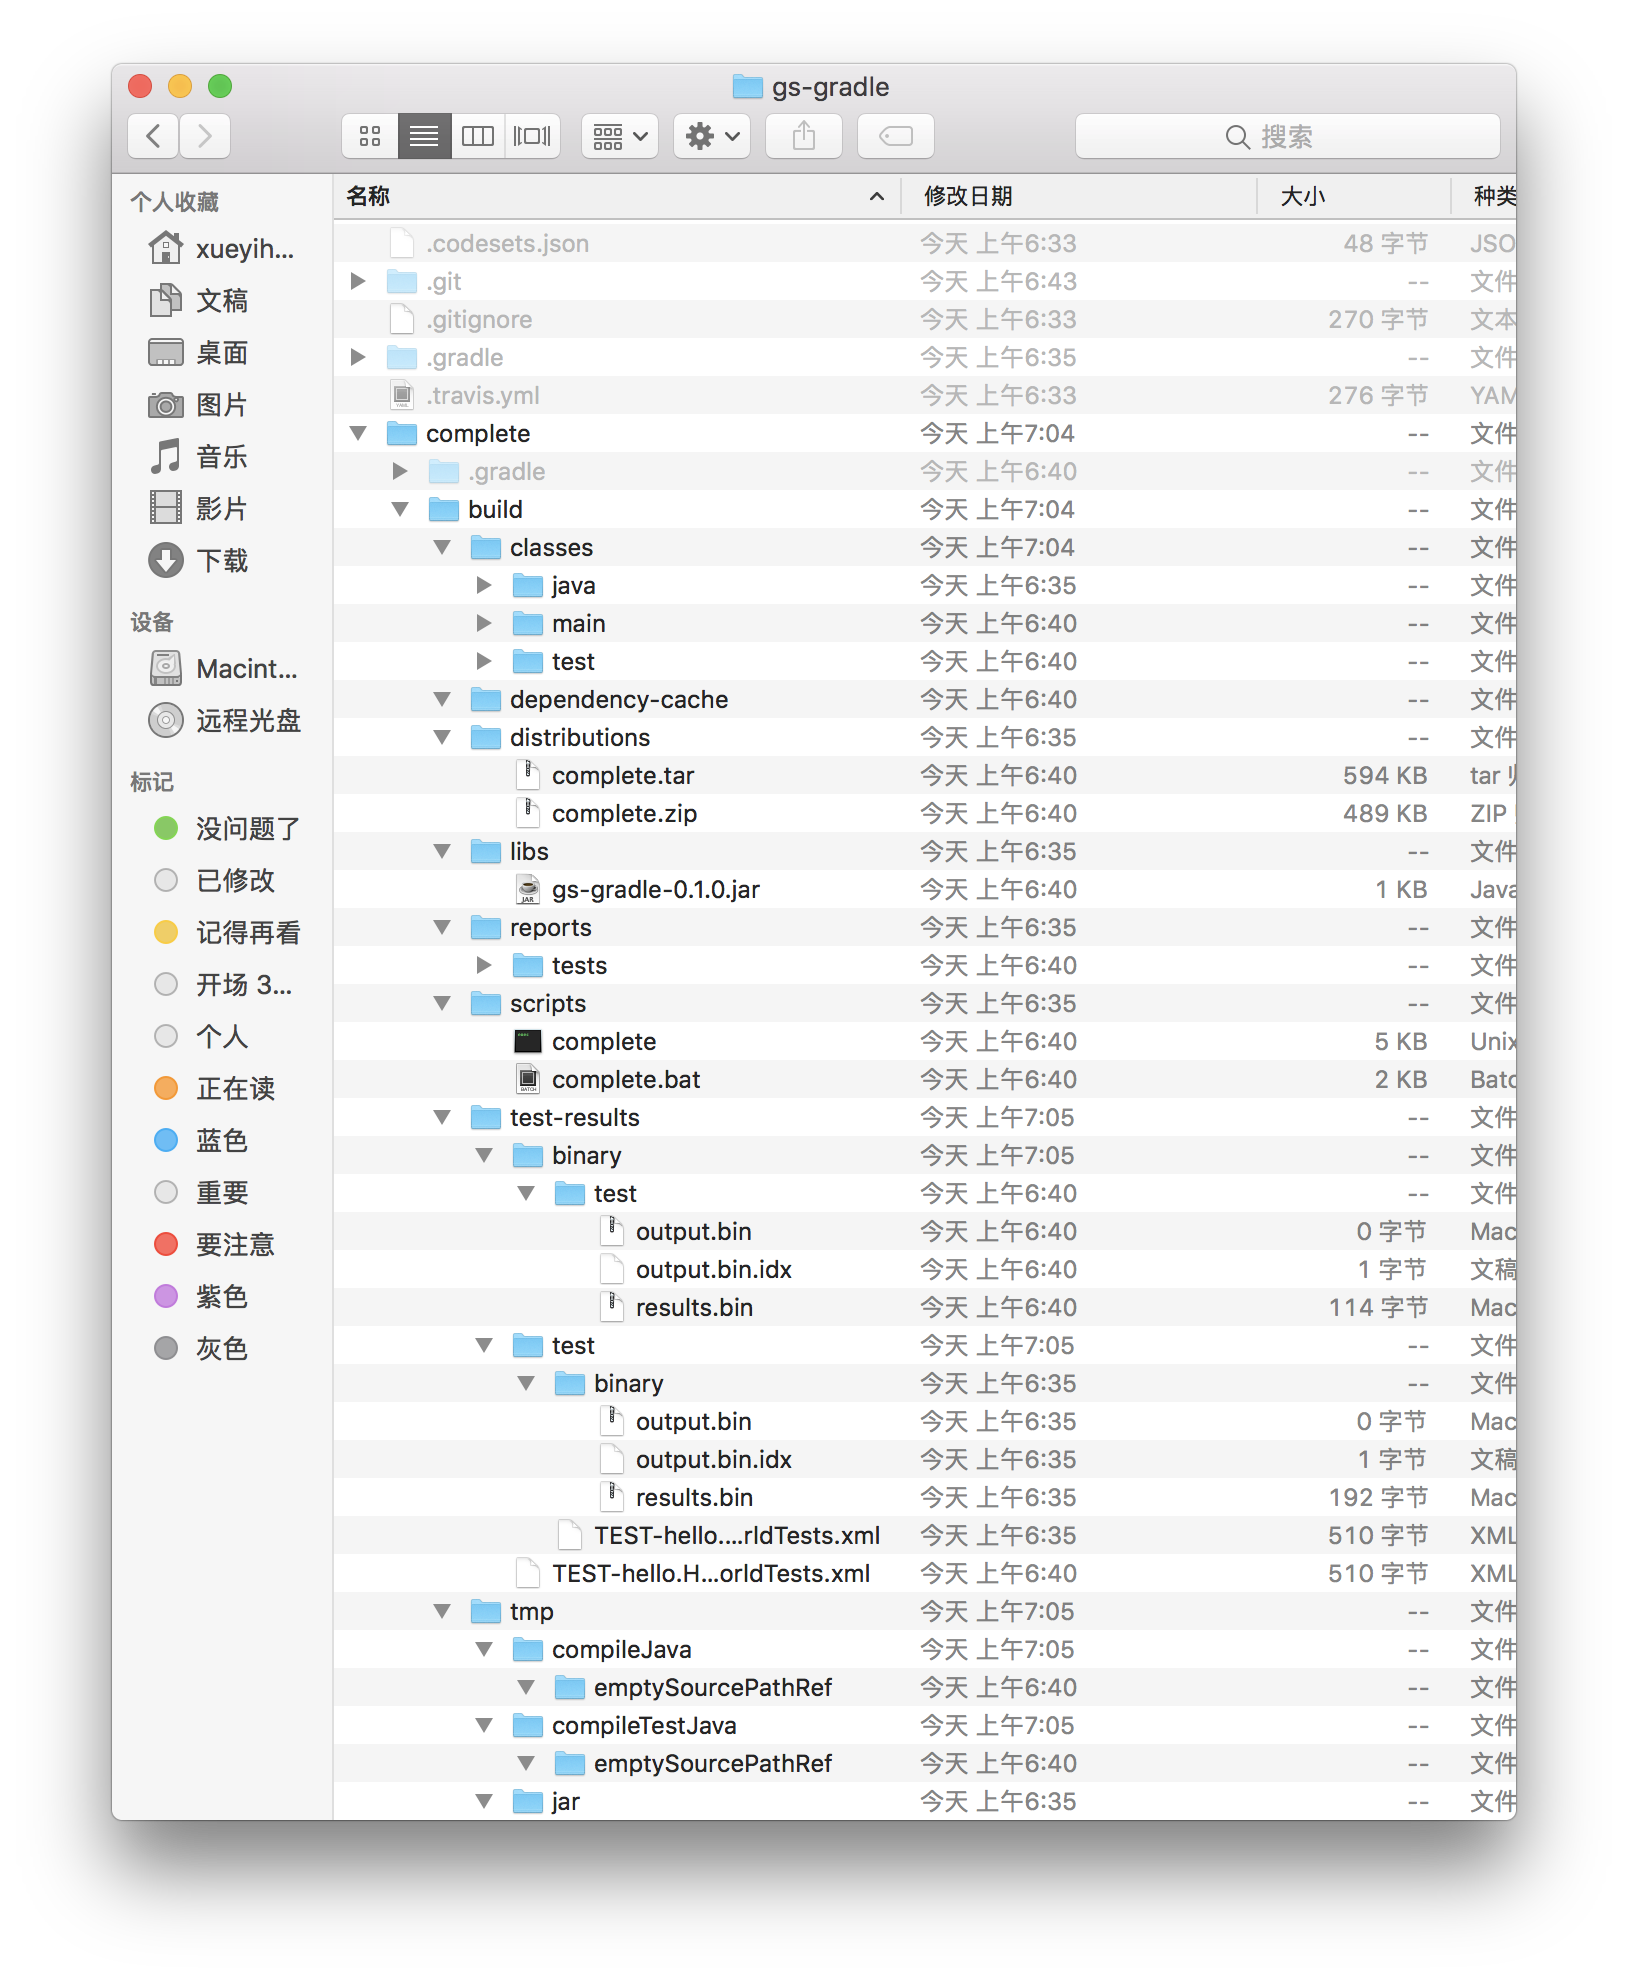 gs-gradle
搜索
个人收藏
xueyih...
文稿
桌面
图片
音乐
影片
下载
设备
Macint...
远程光盘
标记
没问题了
已修改
记得再看
开场 3...
个人
正在读
蓝色
重要
要注意
紫色
灰色
名称 修改日期 大小 种类
.codesets.json 今天 上午6:33 48 字节 JSO
.git 今天 上午6:43 -- 文件
.gitignore 今天 上午6:33 270 字节 文本
.gradle 今天 上午6:35 -- 文件
.travis.yml 今天 上午6:33 276 字节 YAM
complete 今天 上午7:04 -- 文件
.gradle 今天 上午6:40 -- 文件
build 今天 上午7:04 -- 文件
classes 今天 上午7:04 -- 文件
java 今天 上午6:35 -- 文件
main 今天 上午6:40 -- 文件
test 今天 上午6:40 -- 文件
dependency-cache 今天 上午6:40 -- 文件
distributions 今天 上午6:35 -- 文件
complete.tar 今天 上午6:40 594 KB tar
complete.zip 今天 上午6:40 489 KB ZIP
libs 今天 上午6:35 -- 文件
gs-gradle-0.1.0.jar 今天 上午6:40 1 KB Java
reports 今天 上午6:35 -- 文件
tests 今天 上午6:40 -- 文件
scripts 今天 上午6:35 -- 文件
complete 今天 上午6:40 5 KB Unix
complete.bat 今天 上午6:40 2 KB Batc
test-results 今天 上午7:05 -- 文件
binary 今天 上午7:05 -- 文件
test 今天 上午6:40 -- 文件
output.bin 今天 上午6:40 0 字节 Mac
output.bin.idx 今天 上午6:40 1 字节 文稿
results.bin 今天 上午6:40 114 字节 Mac
test 今天 上午7:05 -- 文件
binary 今天 上午6:35 -- 文件
output.bin 今天 上午6:35 0 字节 Mac
output.bin.idx 今天 上午6:35 1 字节 文稿
results.bin 今天 上午6:35 192 字节 Mac
TEST-hello....rldTests.xml 今天 上午6:35 510 字节 XML
TEST-hello.H...orldTests.xml 今天 上午6:40 510 字节 XML
tmp 今天 上午7:05 -- 文件
compileJava 今天 上午7:05 -- 文件
emptySourcePathRef 今天 上午6:40 -- 文件
compileTestJava 今天 上午7:05 -- 文件
emptySourcePathRef 今天 上午6:40 -- 文件
jar 今天 上午6:35 -- 文件